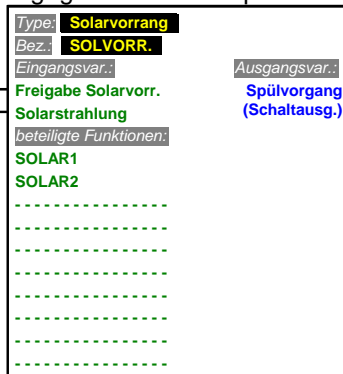 Type: Solarvorrang
Bez.: SOLVORR.
Eingangsvar.: Ausgangsvar.:
Freigabe Solarvorr. Spülvorgang
Solarstrahlung (Schaltausg.)
beteiligte Funktionen:
SOLAR1
SOLAR2
- - - - - - - - - - - - - - - -
- - - - - - - - - - - - - - - -
- - - - - - - - - - - - - - - -
- - - - - - - - - - - - - - - -
- - - - - - - - - - - - - - - -
- - - - - - - - - - - - - - - -
- - - - - - - - - - - - - - - -
- - - - - - - - - - - - - - - -